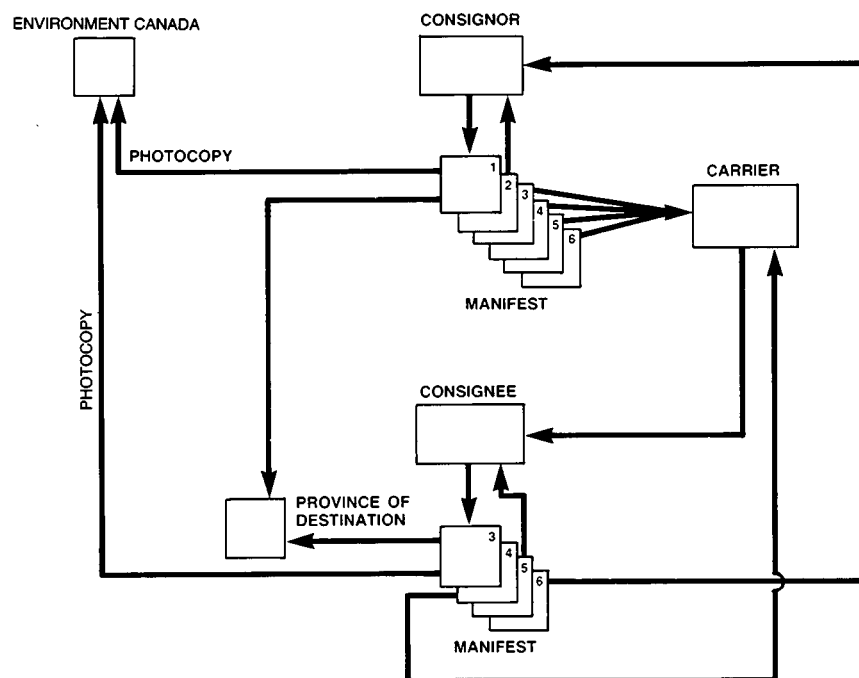 ENVIRONMENT CANADA
CONSIGNOR
PHOTOCOPY
1
2
3
4
5
6
CARRIER
MANIFEST
PHOTOCOPY
CONSIGNEE
PROVINCE OF
DESTINATION
3
4
5
6
MANIFEST